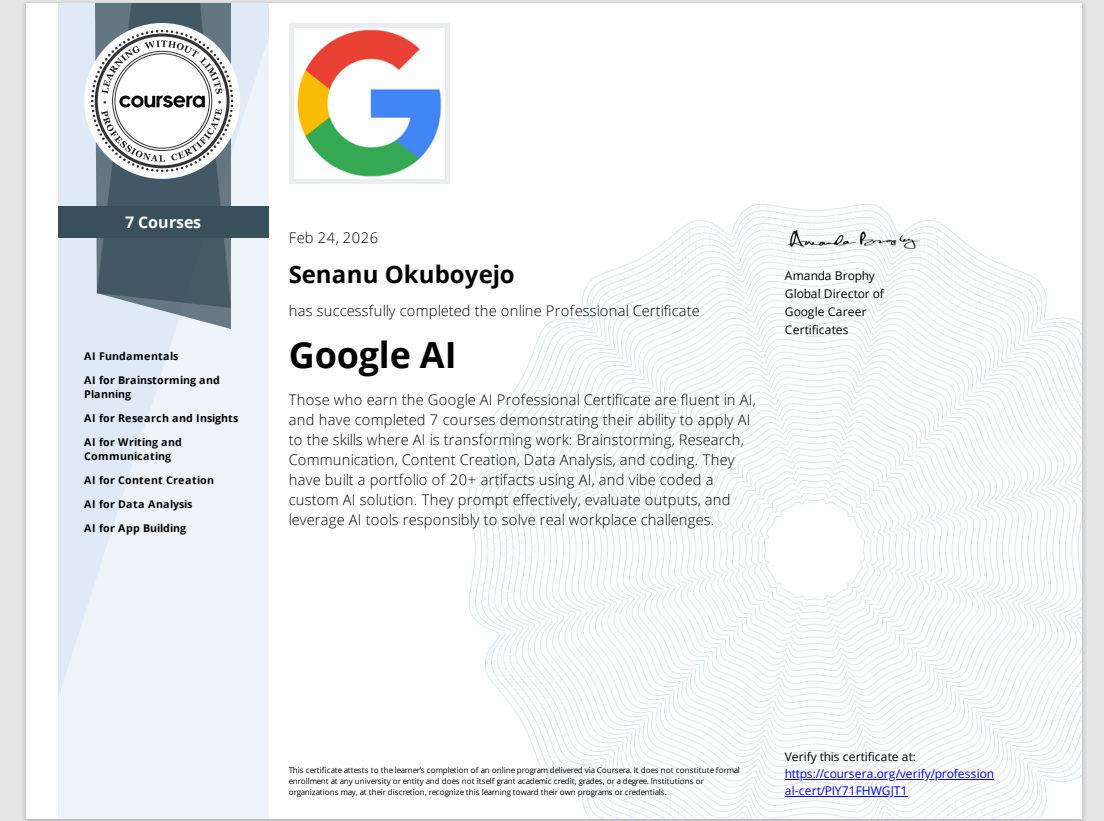 LEARNING WITHOUT LIMITS
coursera
PROFESSIONAL CERTIFICATE
7 Courses
AI Fundamentals
AI for Brainstorming and
Planning
AI for Research and Insights
AI for Writing and
Communicating
AI for Content Creation
AI for Data Analysis
AI for App Building
G
Feb 24, 2026
Senanu Okuboyejo
has successfully completed the online Professional Certificate
Google AI
Those who earn the Google AI Professional Certificate are fluent in AI,
and have completed 7 courses demonstrating their ability to apply AI
to the skills where AI is transforming work: Brainstorming, Research,
Communication, Content Creation, Data Analysis, and coding. They
have built a portfolio of 20+ artifacts using AI, and vibe coded a
custom AI solution. They prompt effectively, evaluate outputs, and
leverage AI tools responsibly to solve real workplace challenges.
Amanda Brophy
Amanda Brophy
Global Director of
Google Career
Certificates
This certificate attests to the learner's completion of an online program delivered via Coursera. It does not constitute formal
enrollment at any university or entity and does not itself grant academic credit, grades, or a degree. Institutions or
organizations may, at their discretion, recognize this learning toward their own programs or credentials.
Verify this certificate at:
https://coursera.org/verify/profession
al-cert/PIY71FHWGJT1